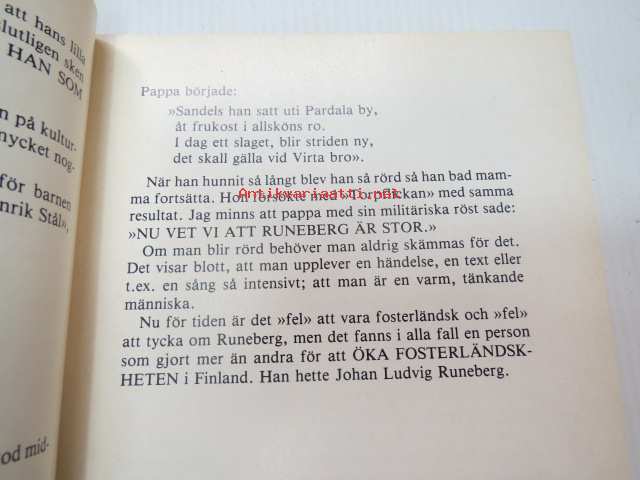 att hans lilla
slutligen sken
HAN SOM
n på kultur-
mycket nog-
för barnen
nrik Stål»,
od mid-
Pappa började:
»Sandels han satt uti Pardala by,
åt frukost i allsköns ro.
I dag ett slaget, blir striden ny,
det skall gälla vid Virta bro».
När han hunnit så långt blev han så rörd så han bad mam-
ma fortsätta. Hon försökte med »Torpflickan» med samma
Antikvariaatti.phi
resultat. Jag minns att pappa med sin militäriska röst sade:
»NU VET VI ATT RUNEBERG ÄR STOR.»
Om man blir rörd behöver man aldrig skämmas för det.
Det visar blott, att man upplever en händelse, en text eller
t.ex. en sång så intensivt; att man är en varm, tänkande
människa.
Nu för tiden är det »fel» att vara fosterländsk och »fel»
att tycka om Runeberg, men det fanns i alla fall en person
som gjort mer än andra för att ÖKA FOSTERLÄNDSK-
HETEN i Finland. Han hette Johan Ludvig Runeberg.